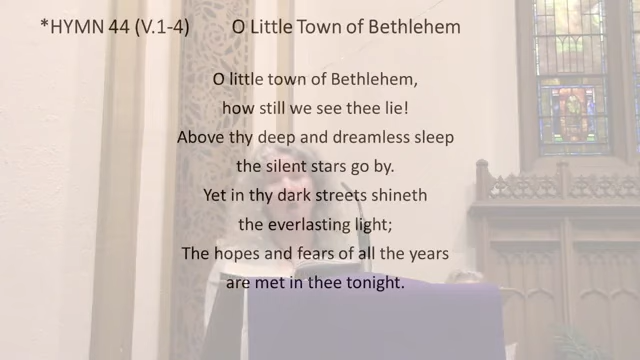 *HYMN 44 (V.1-4) O Little Town of Bethlehem
O little town of Bethlehem,
how still we see thee lie!
Above thy deep and dreamless sleep
the silent stars go by.
Yet in thy dark streets shineth
the everlasting light;
The hopes and fears of all the years
are met in thee tonight.